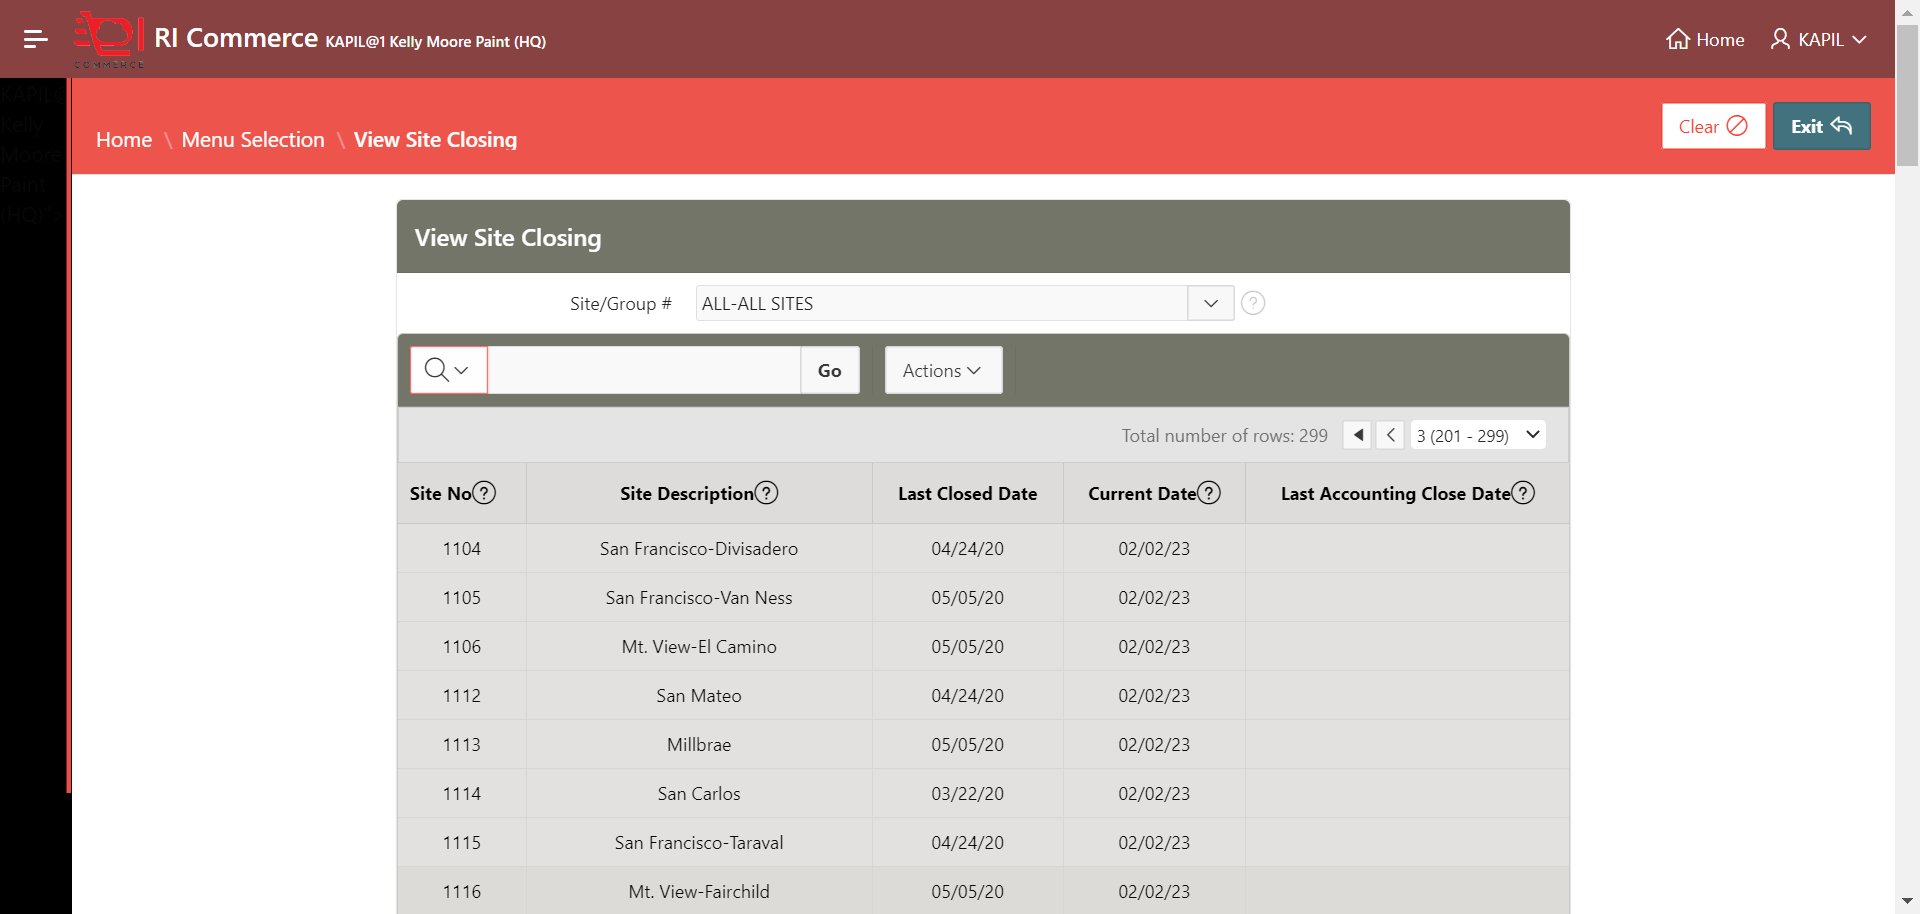 COMMERCE
RI Commerce KAPIL@1 Kelly Moore Paint (HQ)
Home
KAPIL
KAPIL@
Kelly
Moore
Paint
(HQ)" >
Home \ Menu Selection \ View Site Closing
Clear
Exit
View Site Closing
Site/Group # ALL-ALL SITES ?
Go
Actions
Total number of rows: 299
3 (201 - 299)
Site No? Site Description? Last Closed Date Current Date? Last Accounting Close Date?
1104 San Francisco-Divisadero 04/24/20 02/02/23
1105 San Francisco-Van Ness 05/05/20 02/02/23
1106 Mt. View-El Camino 05/05/20 02/02/23
1112 San Mateo 04/24/20 02/02/23
1113 Millbrae 05/05/20 02/02/23
1114 San Carlos 03/22/20 02/02/23
1115 San Francisco-Taraval 04/24/20 02/02/23
1116 Mt. View-Fairchild 05/05/20 02/02/23